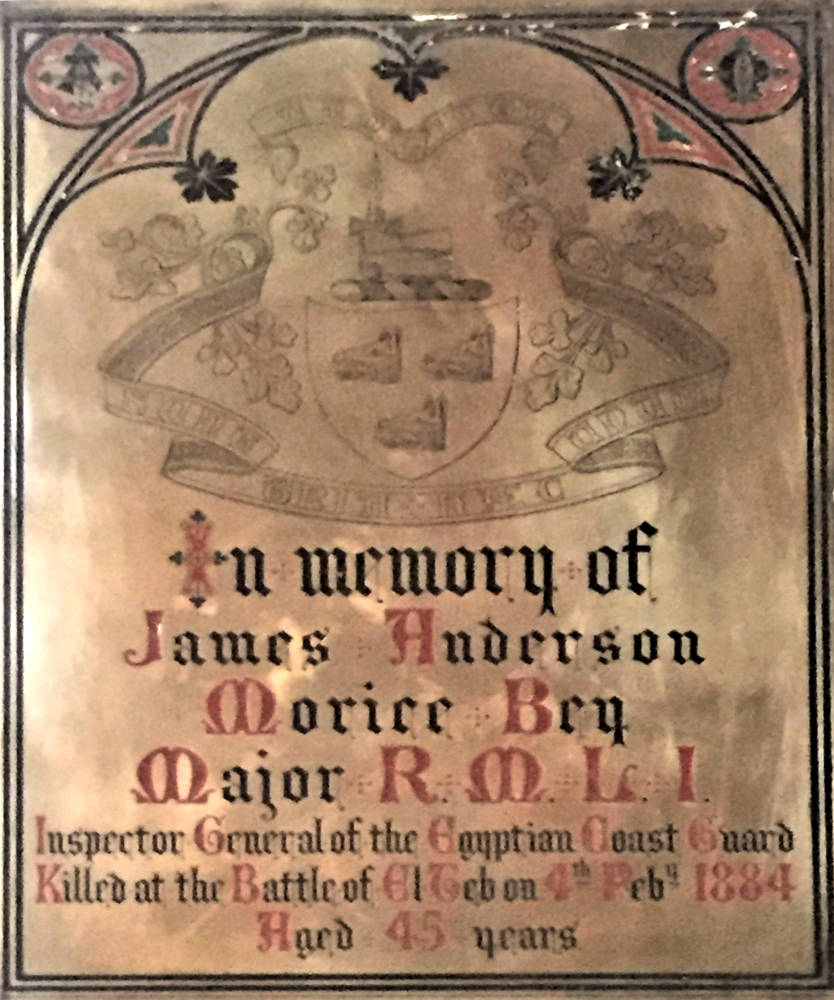 In memory of
James Anderson
Morice Bey
Major R. M. L. I.
Inspector General of the Egyptian Coast Guard
Killed at the Battle of El Teb on 4th Feby 1884
Aged 45 years